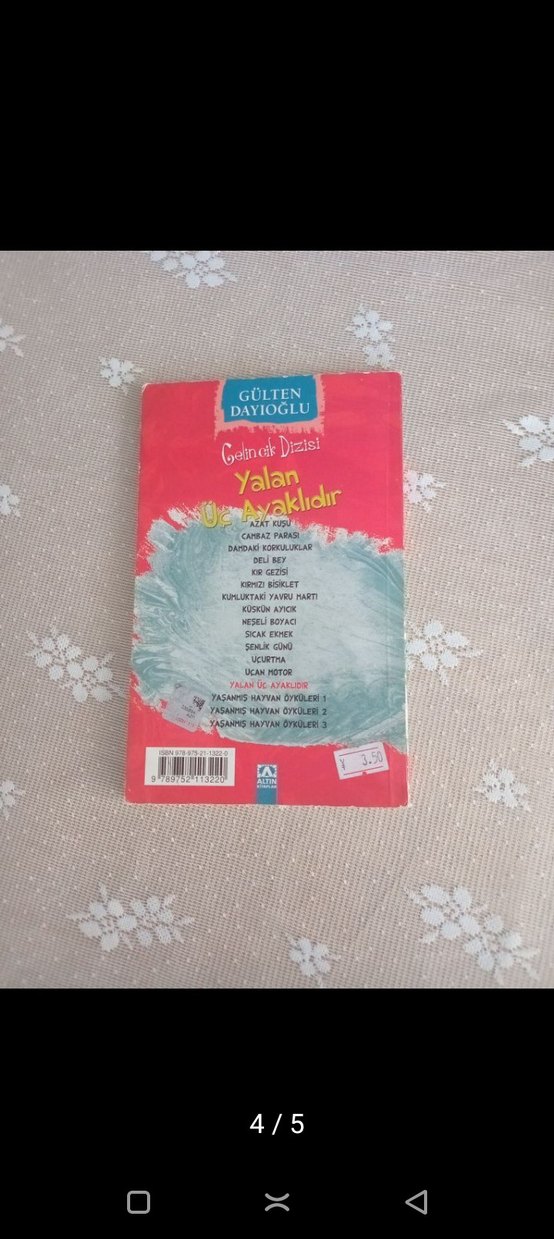 GÜLTEN
DAYIOĞLU
Gelincik Dizisi
Yalan
Üç Ayaklıdır
AZAT KUŞU
CAMBAZ PARASI
DAMDAKİ KORKULUKLAR
DELİ BEY
KIR GEZİSİ
KIRMIZI BİSİKLET
KUMLUKTAKİ YAVRU MARTI
KÜSKÜN AYICIK
NEŞELİ BOYACI
SICAK EKMEK
ŞENLİK GÜNÜ
UÇURTMA
UÇAN MOTOR
YALAN ÜÇ AYAKLIDIR
YAŞANMIŞ HAYVAN ÖYKÜLERİ 1
YAŞANMIŞ HAYVAN ÖYKÜLERİ 2
YAŞANMIŞ HAYVAN ÖYKÜLERİ 3
ISBN 978-975-21-1322-0
9 789752 113220
ALTIN
KİTAPLAR
3.50
4 / 5